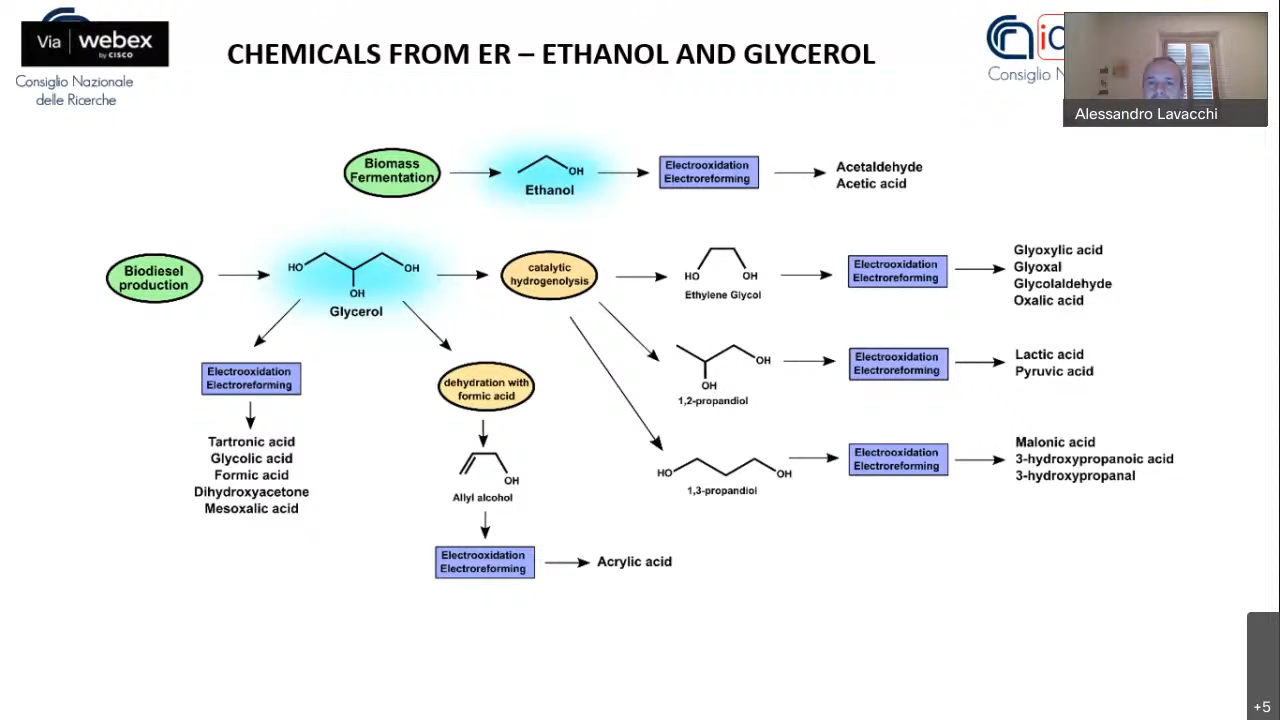 Via webex
by CISCO
Consiglio Nazionale
delle Ricerche
CHEMICALS FROM ER – ETHANOL AND GLYCEROL
Consiglio N
Alessandro Lavacchi
Biomass
Fermentation
OH
Ethanol
Electrooxidation
Electroreforming
Acetaldehyde
Acetic acid
Biodiesel
production
HO
OH
OH
Glycerol
catalytic
hydrogenolysis
HO
OH
Ethylene Glycol
Electrooxidation
Electroreforming
Glyoxylic acid
Glyoxal
Glycolaldehyde
Oxalic acid
OH
OH
1,2-propandiol
Electrooxidation
Electroreforming
Lactic acid
Pyruvic acid
HO
OH
1,3-propandiol
Electrooxidation
Electroreforming
Malonic acid
3-hydroxypropanoic acid
3-hydroxypropanal
Electrooxidation
Electroreforming
Tartronic acid
Glycolic acid
Formic acid
Dihydroxyacetone
Mesoxalic acid
dehydration with
formic acid
OH
Allyl alcohol
Electrooxidation
Electroreforming
Acrylic acid
+5